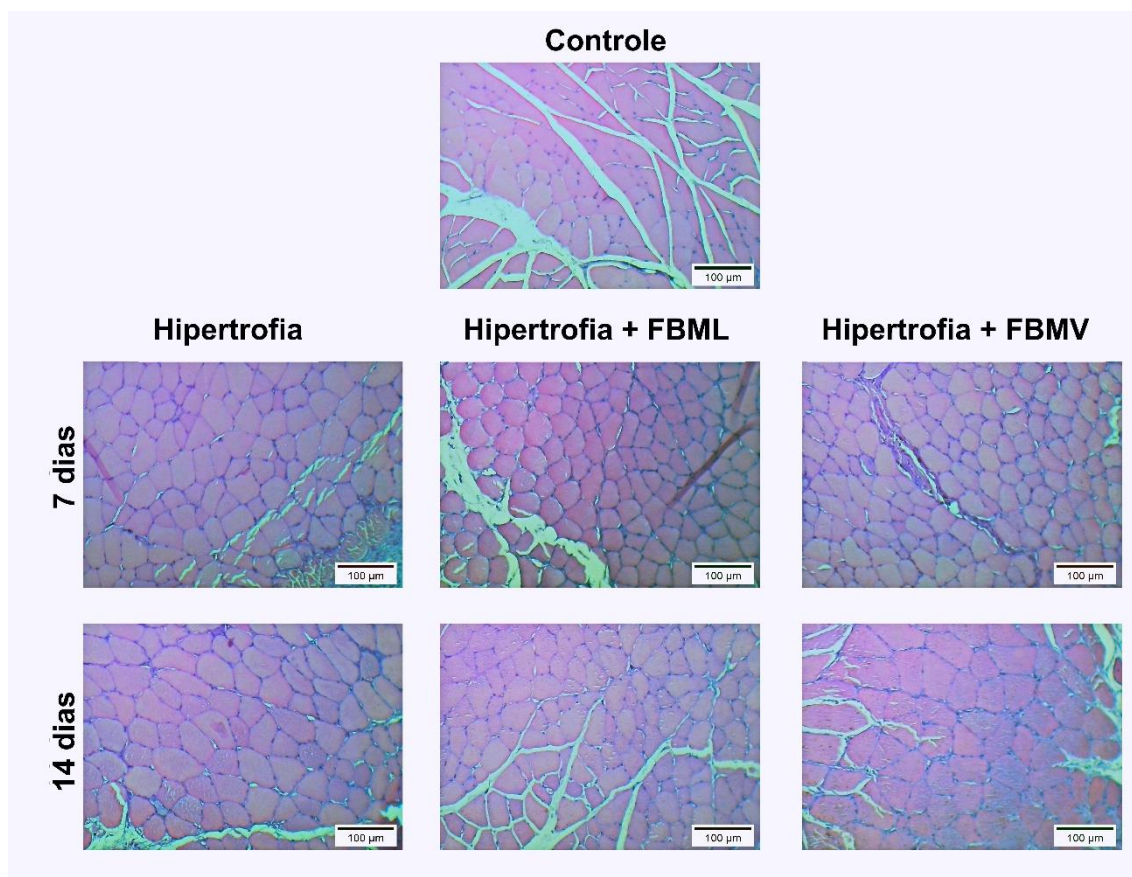 Controle
100 µm
Hipertrofia
Hipertrofia + FBML
Hipertrofia + FBMV
7 dias
100 µm
100 µm
100 µm
14 dias
100 µm
100 µm
100 µm